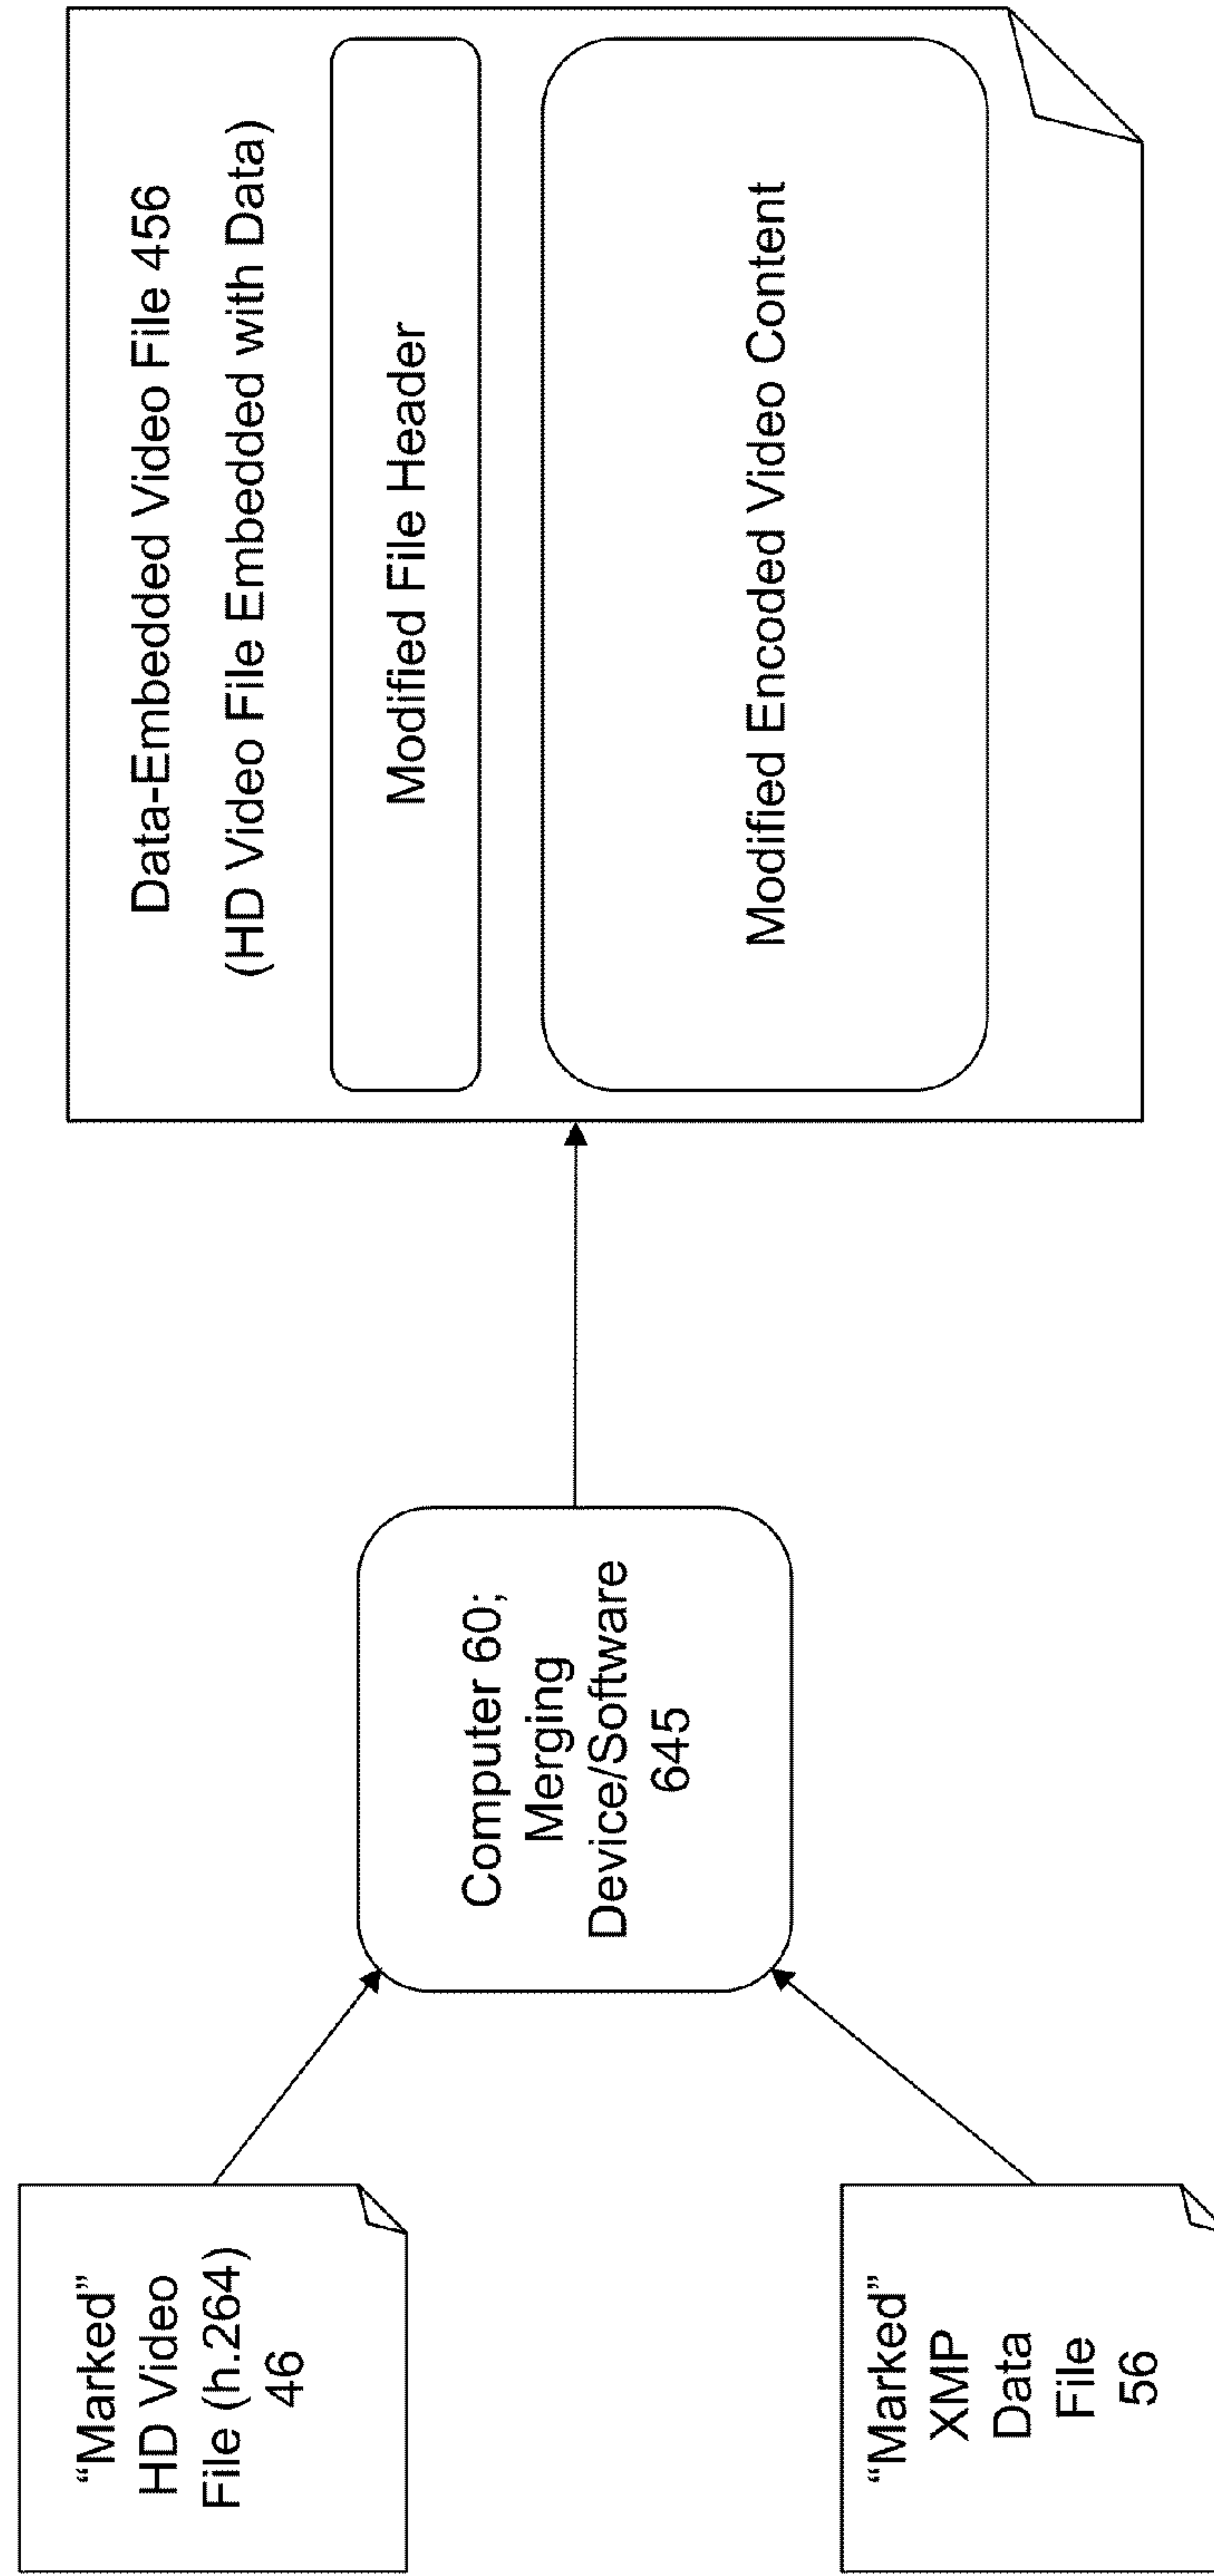 “Marked”
HD Video
File (h.264)
46
“Marked”
XMP
Data
File
56
Computer 60;
Merging
Device/Software
645
Data-Embedded Video File 456
(HD Video File Embedded with Data)
Modified File Header
Modified Encoded Video Content